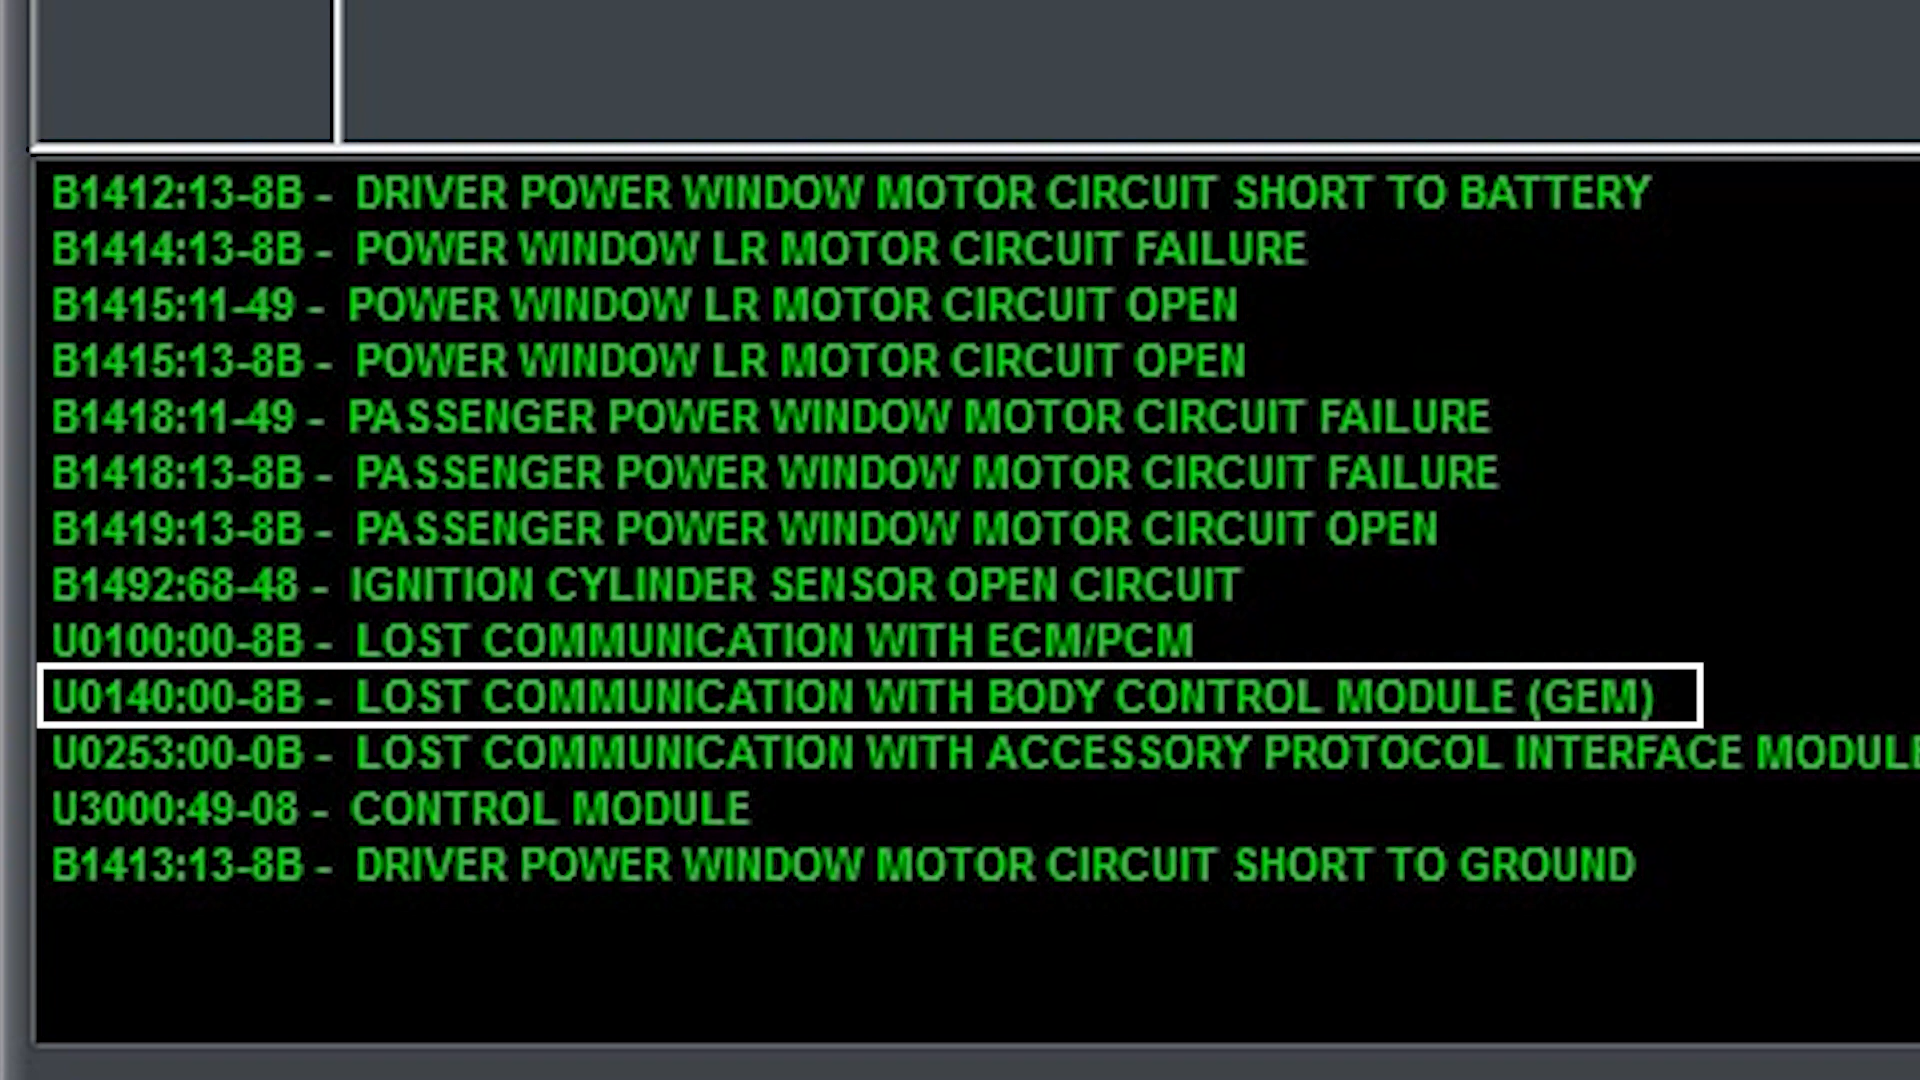 B1412:13-8B - DRIVER POWER WINDOW MOTOR CIRCUIT SHORT TO BATTERY
B1414:13-8B - POWER WINDOW LR MOTOR CIRCUIT FAILURE
B1415:11-49 - POWER WINDOW LR MOTOR CIRCUIT OPEN
B1415:13-8B - POWER WINDOW LR MOTOR CIRCUIT OPEN
B1418:11-49 - PASSENGER POWER WINDOW MOTOR CIRCUIT FAILURE
B1418:13-8B - PASSENGER POWER WINDOW MOTOR CIRCUIT FAILURE
B1419:13-8B - PASSENGER POWER WINDOW MOTOR CIRCUIT OPEN
B1492:68-48 - IGNITION CYLINDER SENSOR OPEN CIRCUIT
U0100:00-8B - LOST COMMUNICATION WITH ECM/PCM
U0140:00-8B - LOST COMMUNICATION WITH BODY CONTROL MODULE (GEM)
U0253:00-0B - LOST COMMUNICATION WITH ACCESSORY PROTOCOL INTERFACE MODULE
U3000:49-08 - CONTROL MODULE
B1413:13-8B - DRIVER POWER WINDOW MOTOR CIRCUIT SHORT TO GROUND